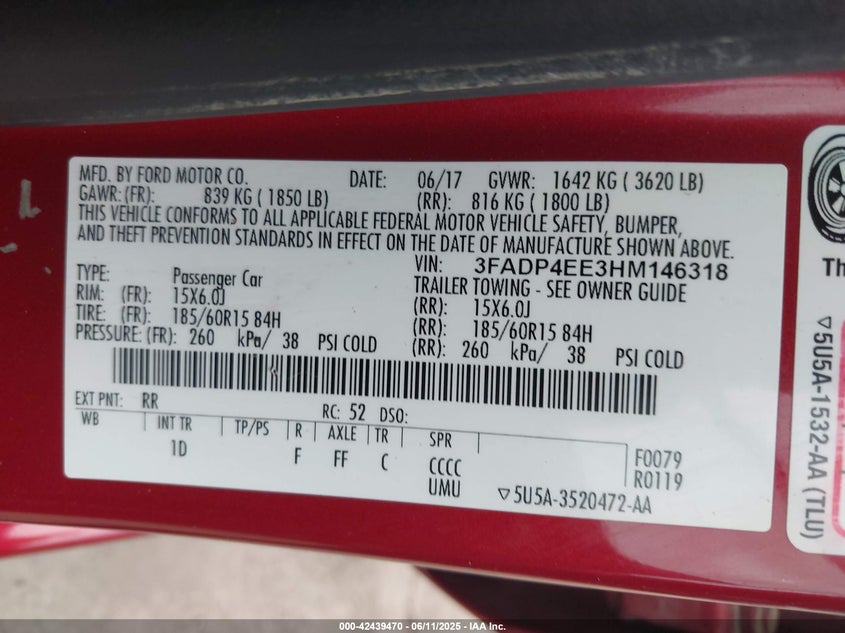 MFD. BY FORD MOTOR CO. DATE: 06/17 GVWR: 1642 KG ( 3620 LB)
GAWR: (FR): 839 KG ( 1850 LB) (RR): 816 KG ( 1800 LB)
THIS VEHICLE CONFORMS TO ALL APPLICABLE FEDERAL MOTOR VEHICLE SAFETY, BUMPER,
AND THEFT PREVENTION STANDARDS IN EFFECT ON THE DATE OF MANUFACTURE SHOWN ABOVE.
VIN: 3FADP4EE3HM146318
TYPE: Passenger Car TRAILER TOWING - SEE OWNER GUIDE
RIM: (FR): 15X6.0J (RR): 15X6.0J
TIRE: (FR): 185/60R15 84H (RR): 185/60R15 84H
PRESSURE: (FR): 260 kPa/ 38 PSI COLD (RR): 260 kPa/ 38 PSI COLD
EXT PNT: RR RC: 52 DSO:
WB INT TR TP/PS R AXLE TR SPR
1D F FF C CCCC
UMU
F0079
R0119
▽5U5A-3520472-AA
Th
▽5U5A-1532-AA (TLU)
000-42439470 - 06/11/2025 - IAA Inc.